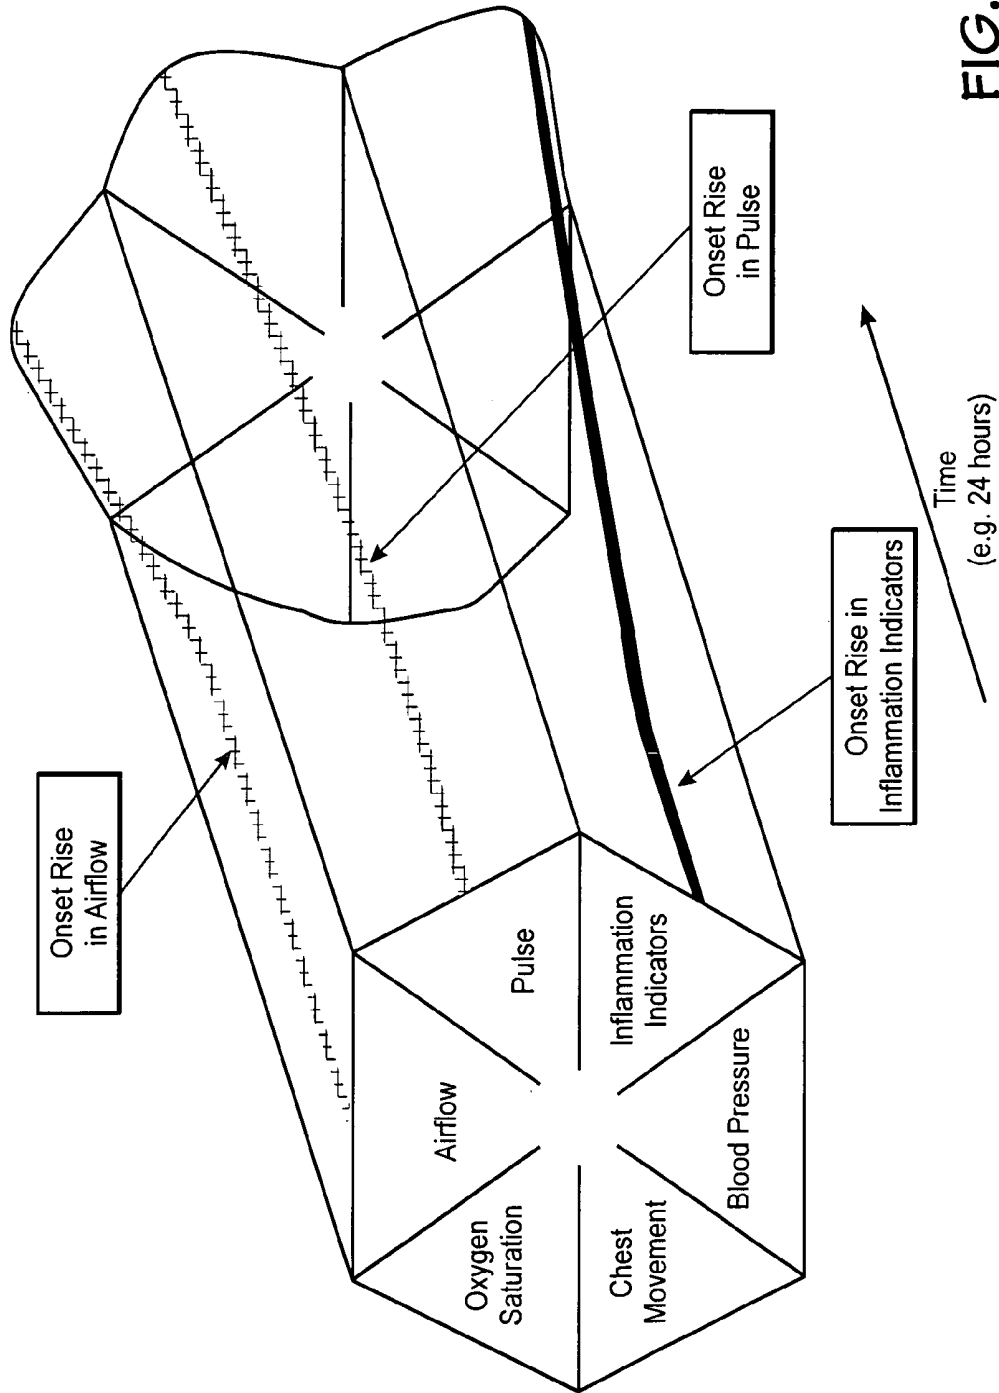 Onset Rise
in Airflow
Onset Rise
in Pulse
Onset Rise in
Inflammation Indicators
Time
(e.g. 24 hours)
Airflow
Pulse
Oxygen
Saturation
Inflammation
Indicators
Chest
Movement
Blood Pressure
FIG.